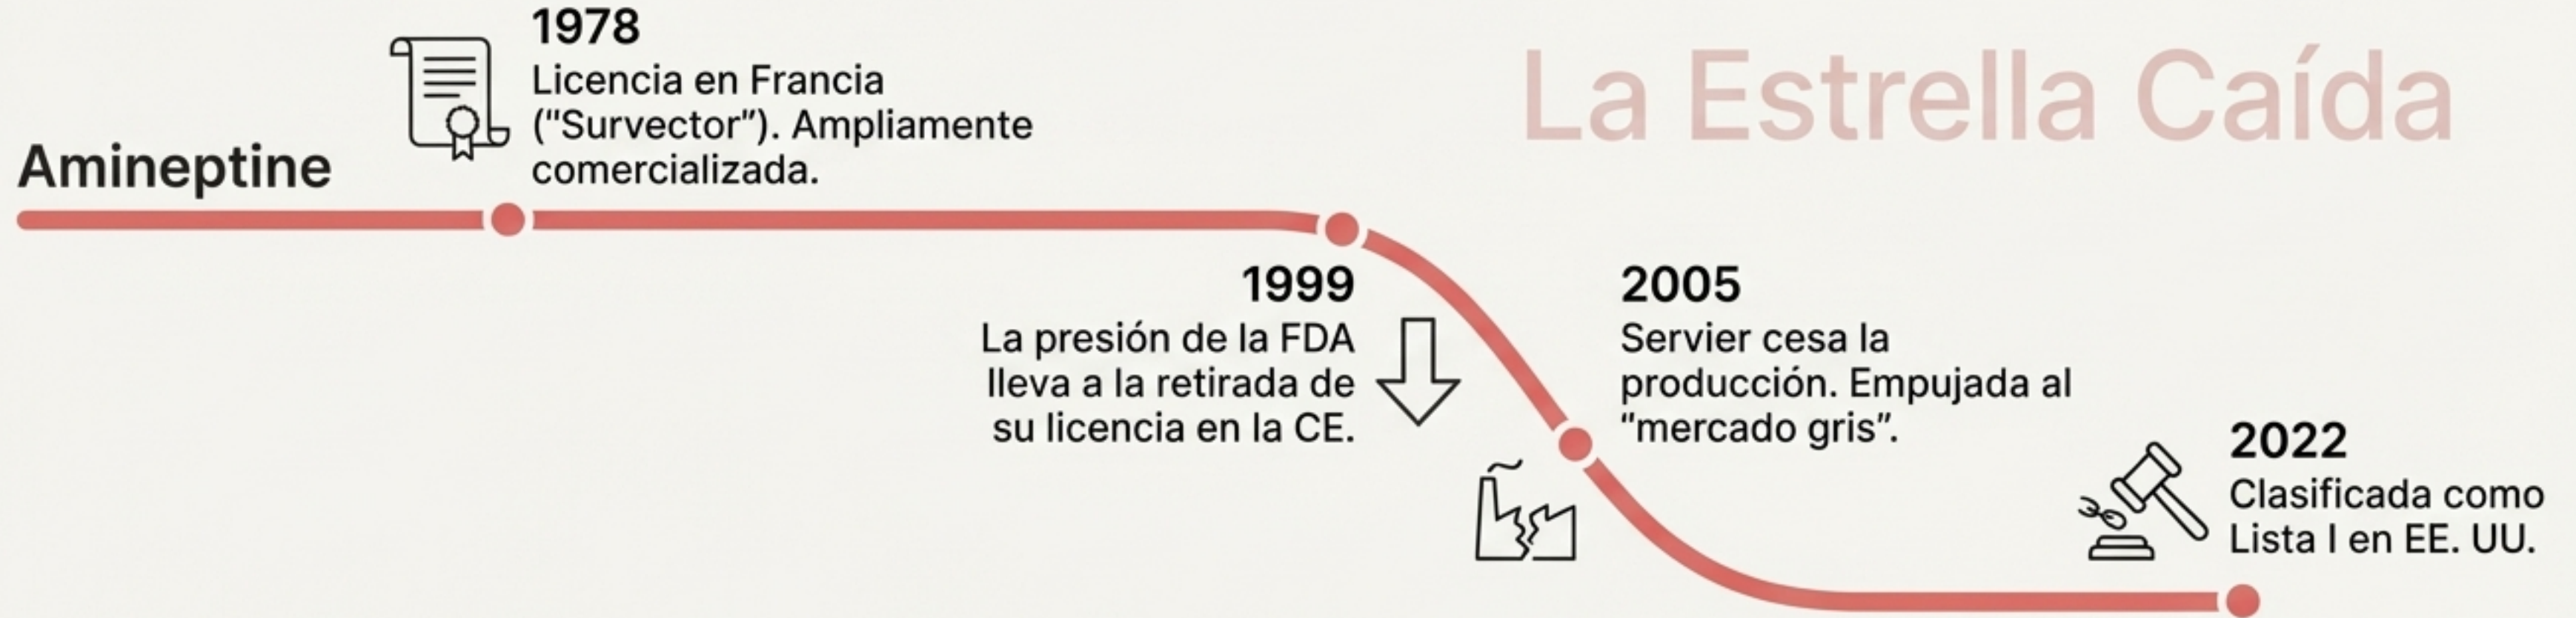 La Estrella Caída
Amineptine
1978
Licencia en Francia
("Survector"). Ampliamente
comercializada.
1999
La presión de la FDA
lleva a la retirada de
su licencia en la CE.
2005
Servier cesa la
producción. Empujada al
"mercado gris".
2022
Clasificada como
Lista I en EE. UU.